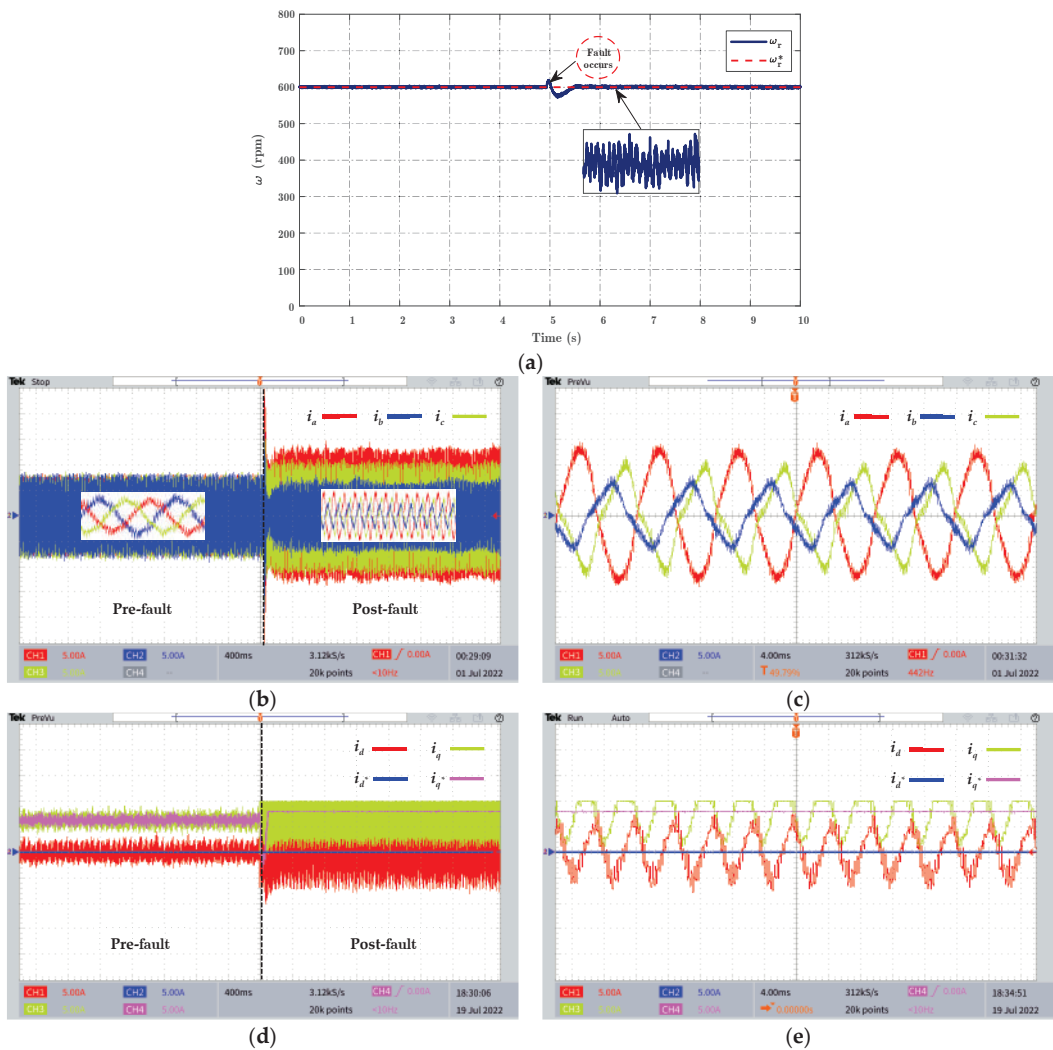 800
700
600
500
400
300
200
100
0
ω (rpm)
0 1 2 3 4 5 6 7 8 9 10
Time (s)
Fault
occurs
ω_r
ω_r^*
(a)
Tek Stop
i_a i_b i_c
2
Pre-fault Post-fault
CH1 5.00A CH2 5.00A 400ms 3.12kS/s CH1 / 0.00A 00:29:09
CH3 CH4 20k points <10Hz 01 Jul 2022
(b)
Tek PreVu
i_a i_b i_c
2
CH1 5.00A CH2 5.00A 4.00ms 312kS/s CH1 / 0.00A 00:31:32
CH3 CH4 T 49.79% 20k points 442Hz 01 Jul 2022
(c)
Tek PreVu
i_d i_q
i_d* i_q*
Pre-fault Post-fault
CH1 5.00A CH2 5.00A 400ms 3.12kS/s CH4 / 0.00A 18:30:06
CH3 CH4 5.00A 20k points <10Hz 19 Jul 2022
(d)
Tek Run Auto
i_d i_q
i_d* i_q*
CH1 5.00A CH2 5.00A 4.00ms 312kS/s CH4 / 0.00A 18:34:51
CH3 CH4 5.00A 0.00000s 20k points <10Hz 19 Jul 2022
(e)